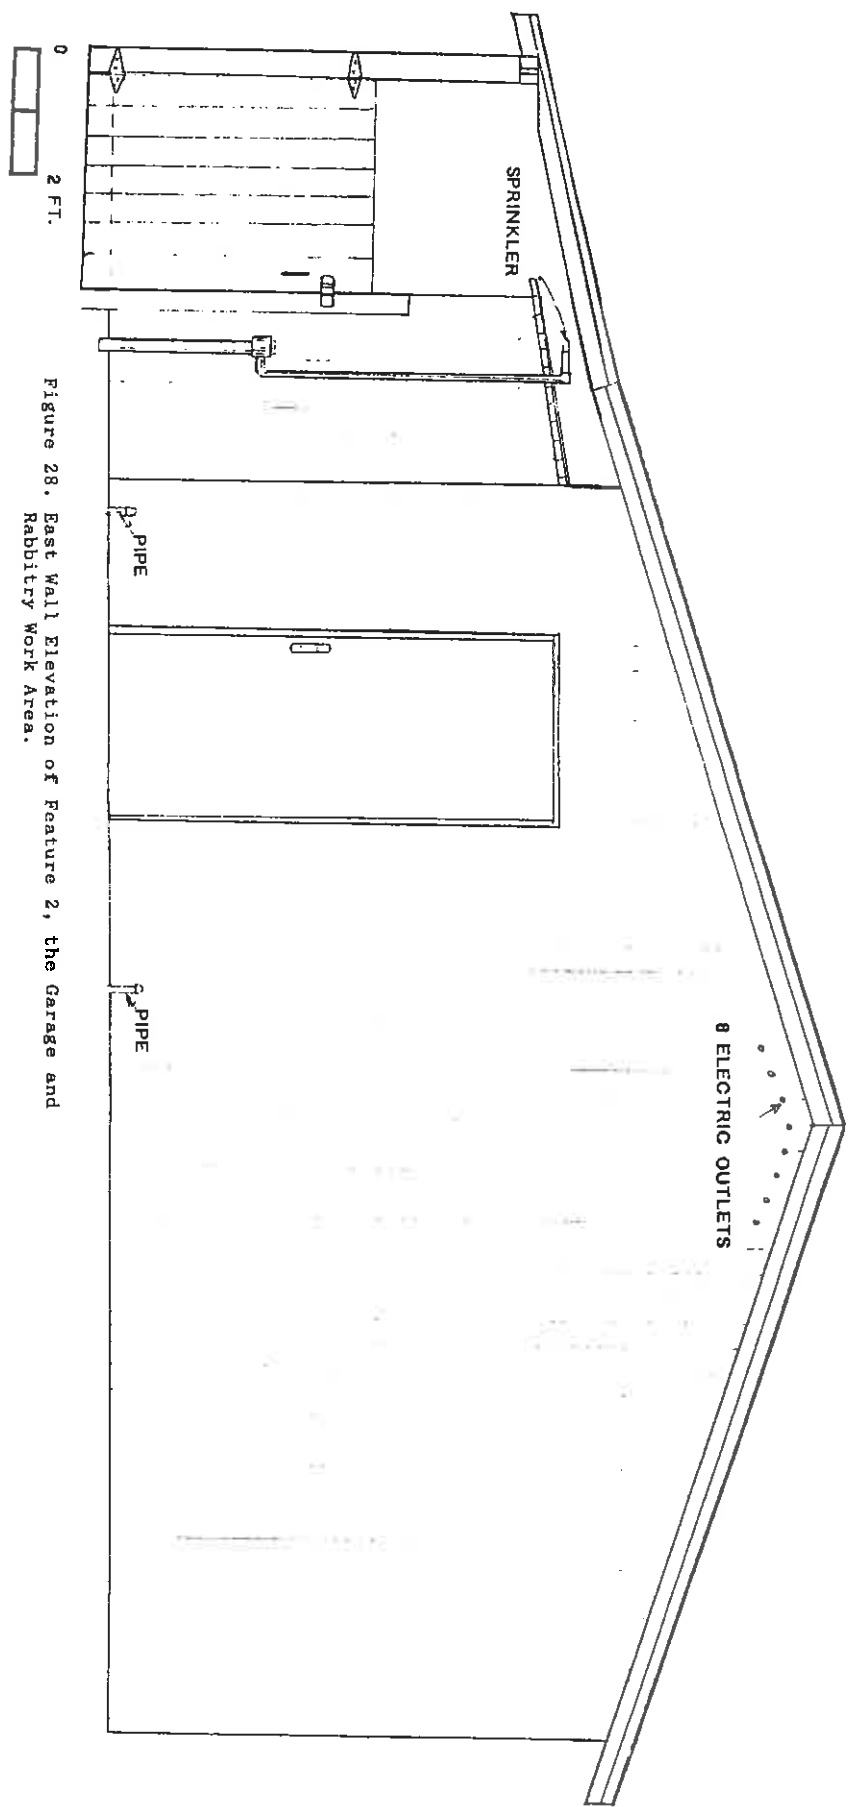 8 ELECTRIC OUTLETS
SPRINKLER
PIPE
PIPE
0 2 FT.
Figure 28. East Wall Elevation of Feature 2, the Garage and
Rabbitry Work Area.